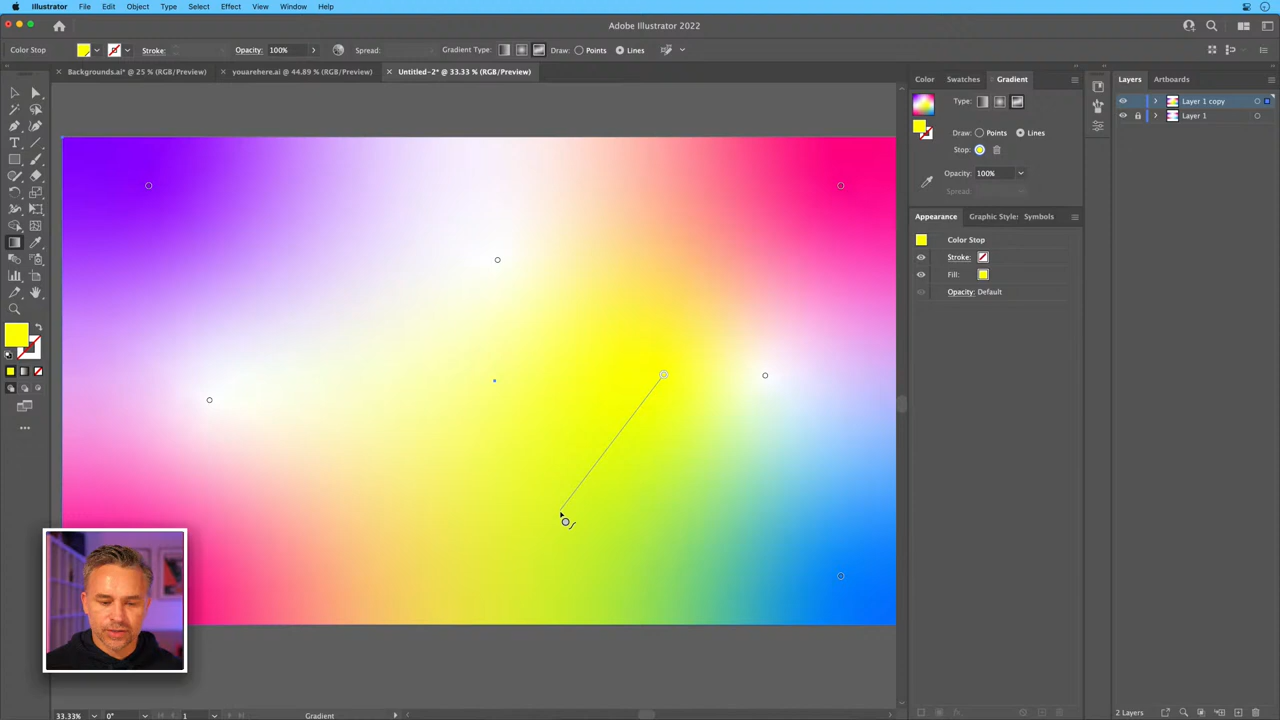 Illustrator File Edit Object Type Select Effect View Window Help
Adobe Illustrator 2022
Color Stop Stroke: Opacity: 100% Spread: Gradient Type: Draw: Points Lines
Backgrounds.ai* @ 25 % (RGB/Preview) youarehere.ai @ 44.89 % (RGB/Preview) Untitled-2* @ 33.33 % (RGB/Preview)
Color Swatches Gradient
Type:
Draw: Points Lines
Stop:
Opacity: 100%
Spread:
Appearance Graphic Style: Symbols
Color Stop
Stroke:
Fill:
Opacity: Default
Layers Artboards
Layer 1 copy
Layer 1
2 Layers
33.33% 0° 1 Gradient